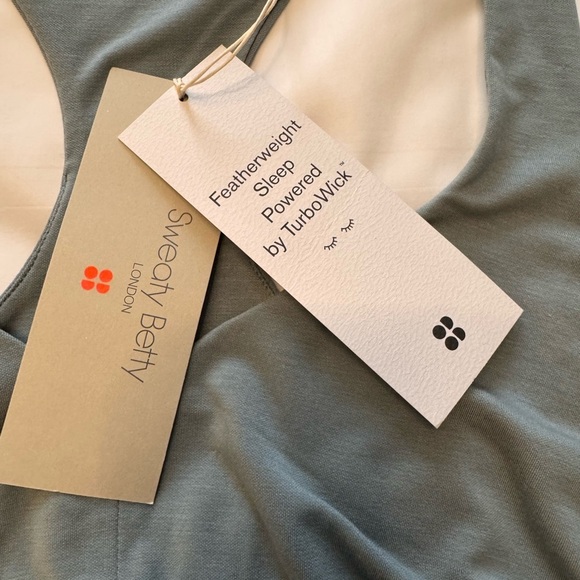 Sweaty Betty
LONDON
Featherweight
Sleep
Powered
by TurboWick™